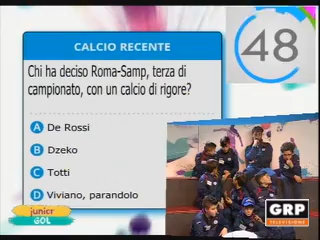 CALCIO RECENTE
48
Chi ha deciso Roma-Samp, terza di
campionato, con un calcio di rigore?
A De Rossi
B Dzeko
C Totti
D Viviano, parandolo
junior
GOL
GRP
TELEVISIONE